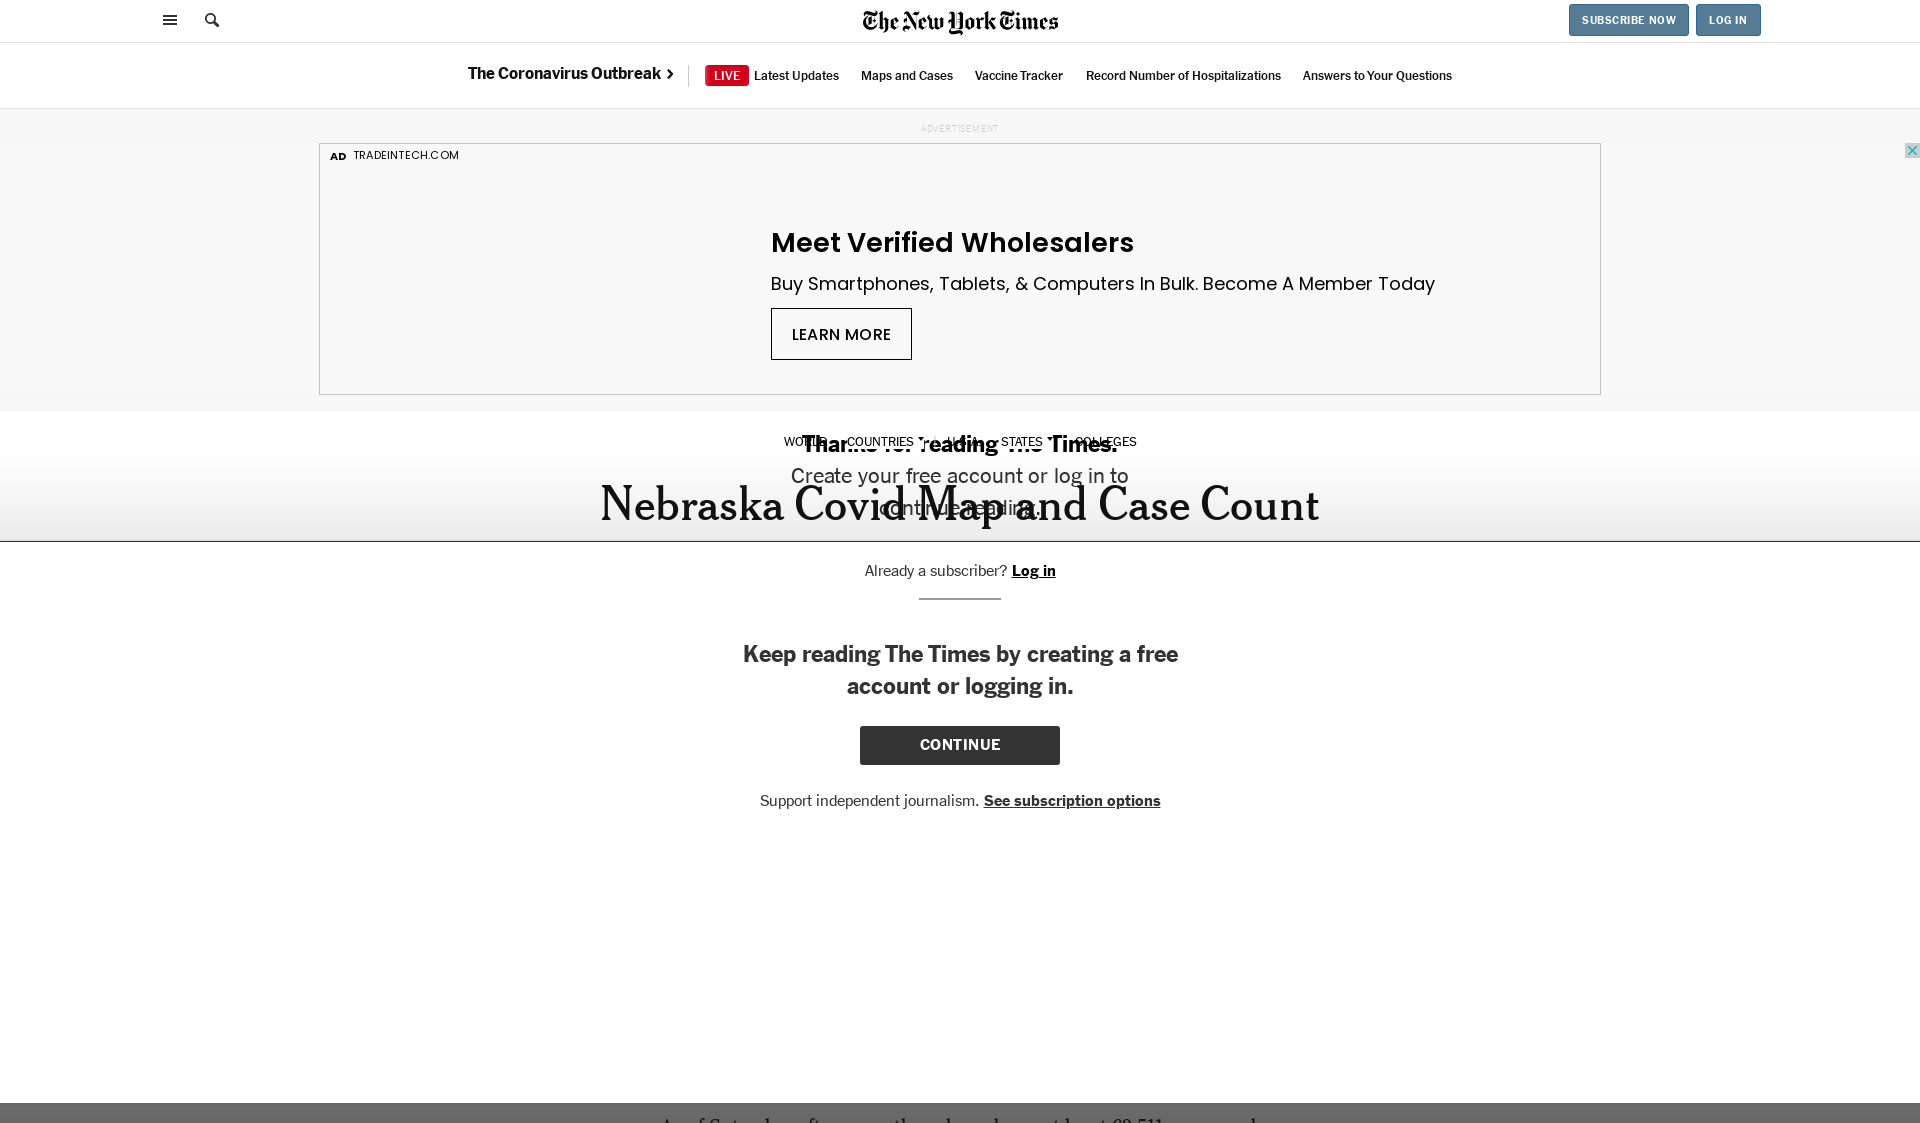 The New York Times
SUBSCRIBE NOW
LOG IN
The Coronavirus Outbreak
LIVE Latest Updates
Maps and Cases
Vaccine Tracker
Record Number of Hospitalizations
Answers to Your Questions
ADVERTISEMENT
AD TRADEINTECH.COM
Meet Verified Wholesalers
Buy Smartphones, Tablets, & Computers In Bulk. Become A Member Today
LEARN MORE
WORLD COUNTRIES U.S.A. STATES COLLEGES
Thanks for reading The Times.
Create your free account or log in to
continue reading.
Nebraska Covid Map and Case Count
Already a subscriber? Log in
Keep reading The Times by creating a free
account or logging in.
CONTINUE
Support independent journalism. See subscription options